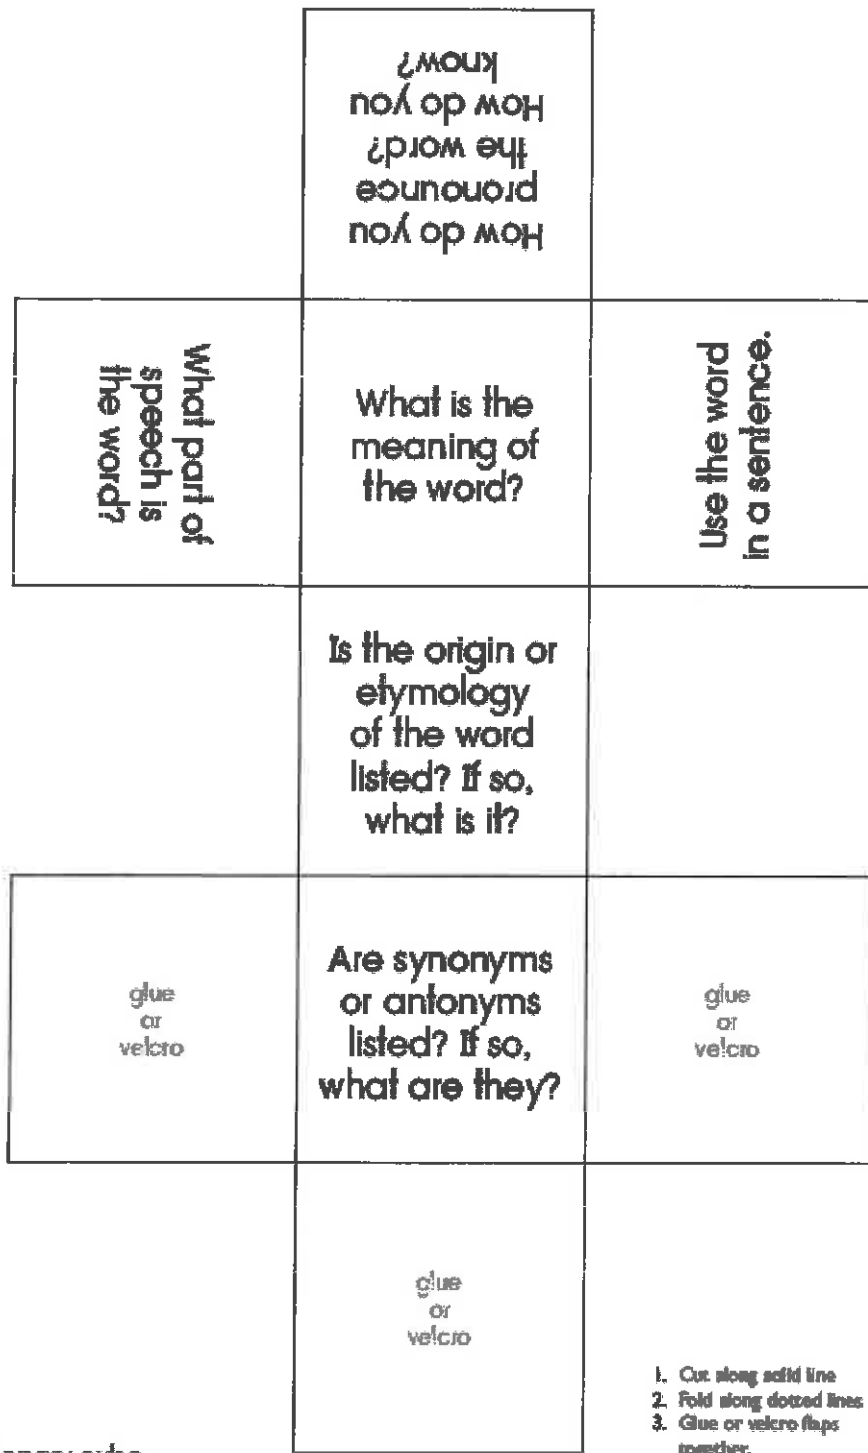 How do you
pronounce
the word?
How do you
know?
What part of
speech is
the word?
What is the
meaning of
the word?
Use the word
in a sentence.
Is the origin or
etymology
of the word
listed? If so,
what is it?
glue
or
velcro
Are synonyms
or antonyms
listed? If so,
what are they?
glue
or
velcro
glue
or
velcro
1. Cut along solid line
2. Fold along dotted lines
3. Glue or velcro flaps
together.
cube